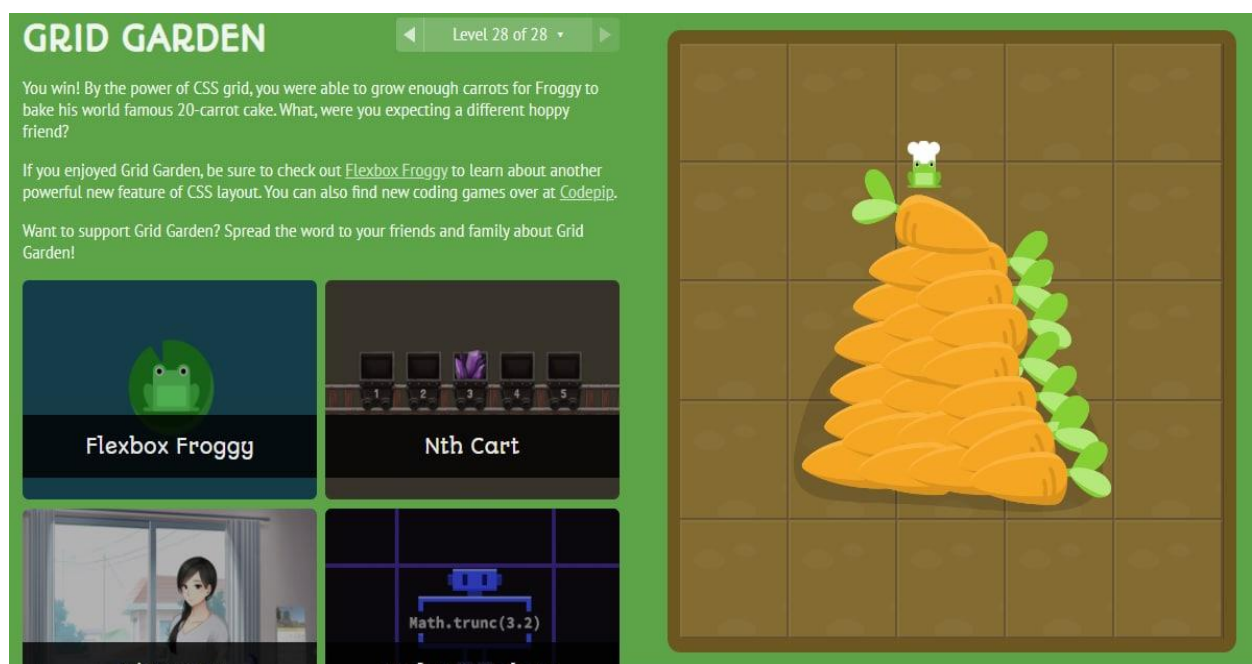 GRID GARDEN
Level 28 of 28
You win! By the power of CSS grid, you were able to grow enough carrots for Froggy to
bake his world famous 20-carrot cake. What, were you expecting a different hoppy
friend?
If you enjoyed Grid Garden, be sure to check out Flexbox Froggy to learn about another
powerful new feature of CSS layout. You can also find new coding games over at Codepip.
Want to support Grid Garden? Spread the word to your friends and family about Grid
Garden!
1 2 3 4 5
Flexbox Froggy
Nth Cart
Math.trunc(3.2)